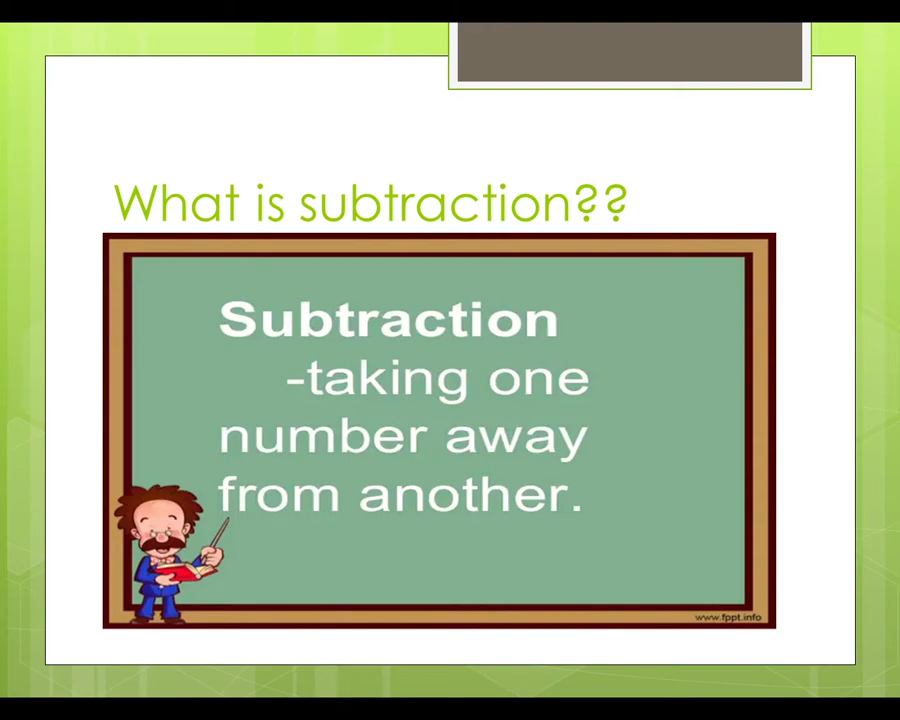 What is subtraction??
Subtraction
-taking one
number away
from another.
www.fppt.info